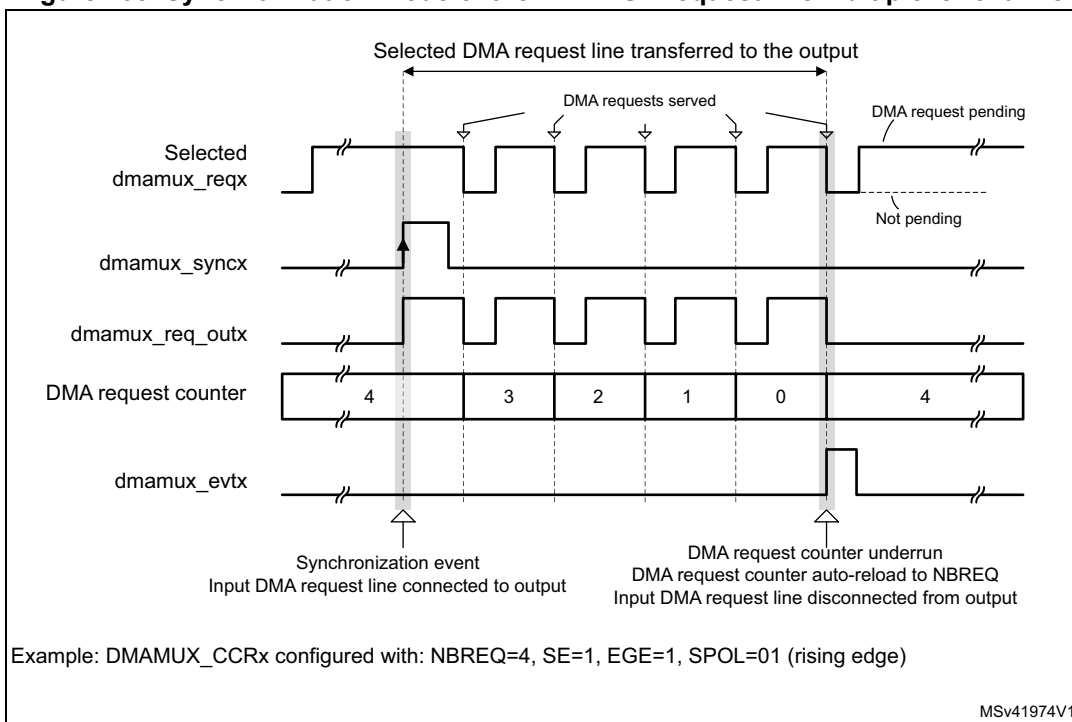 Selected DMA request line transferred to the output
DMA requests served
DMA request pending
Selected
dmamux_reqx
Not pending
dmamux_syncx
dmamux_req_outx
DMA request counter
4
3
2
1
0
4
dmamux_evtx
Synchronization event
Input DMA request line connected to output
DMA request counter underrun
DMA request counter auto-reload to NBREQ
Input DMA request line disconnected from output
Example: DMAMUX_CCRx configured with: NBREQ=4, SE=1, EGE=1, SPOL=01 (rising edge)
MSv41974V1